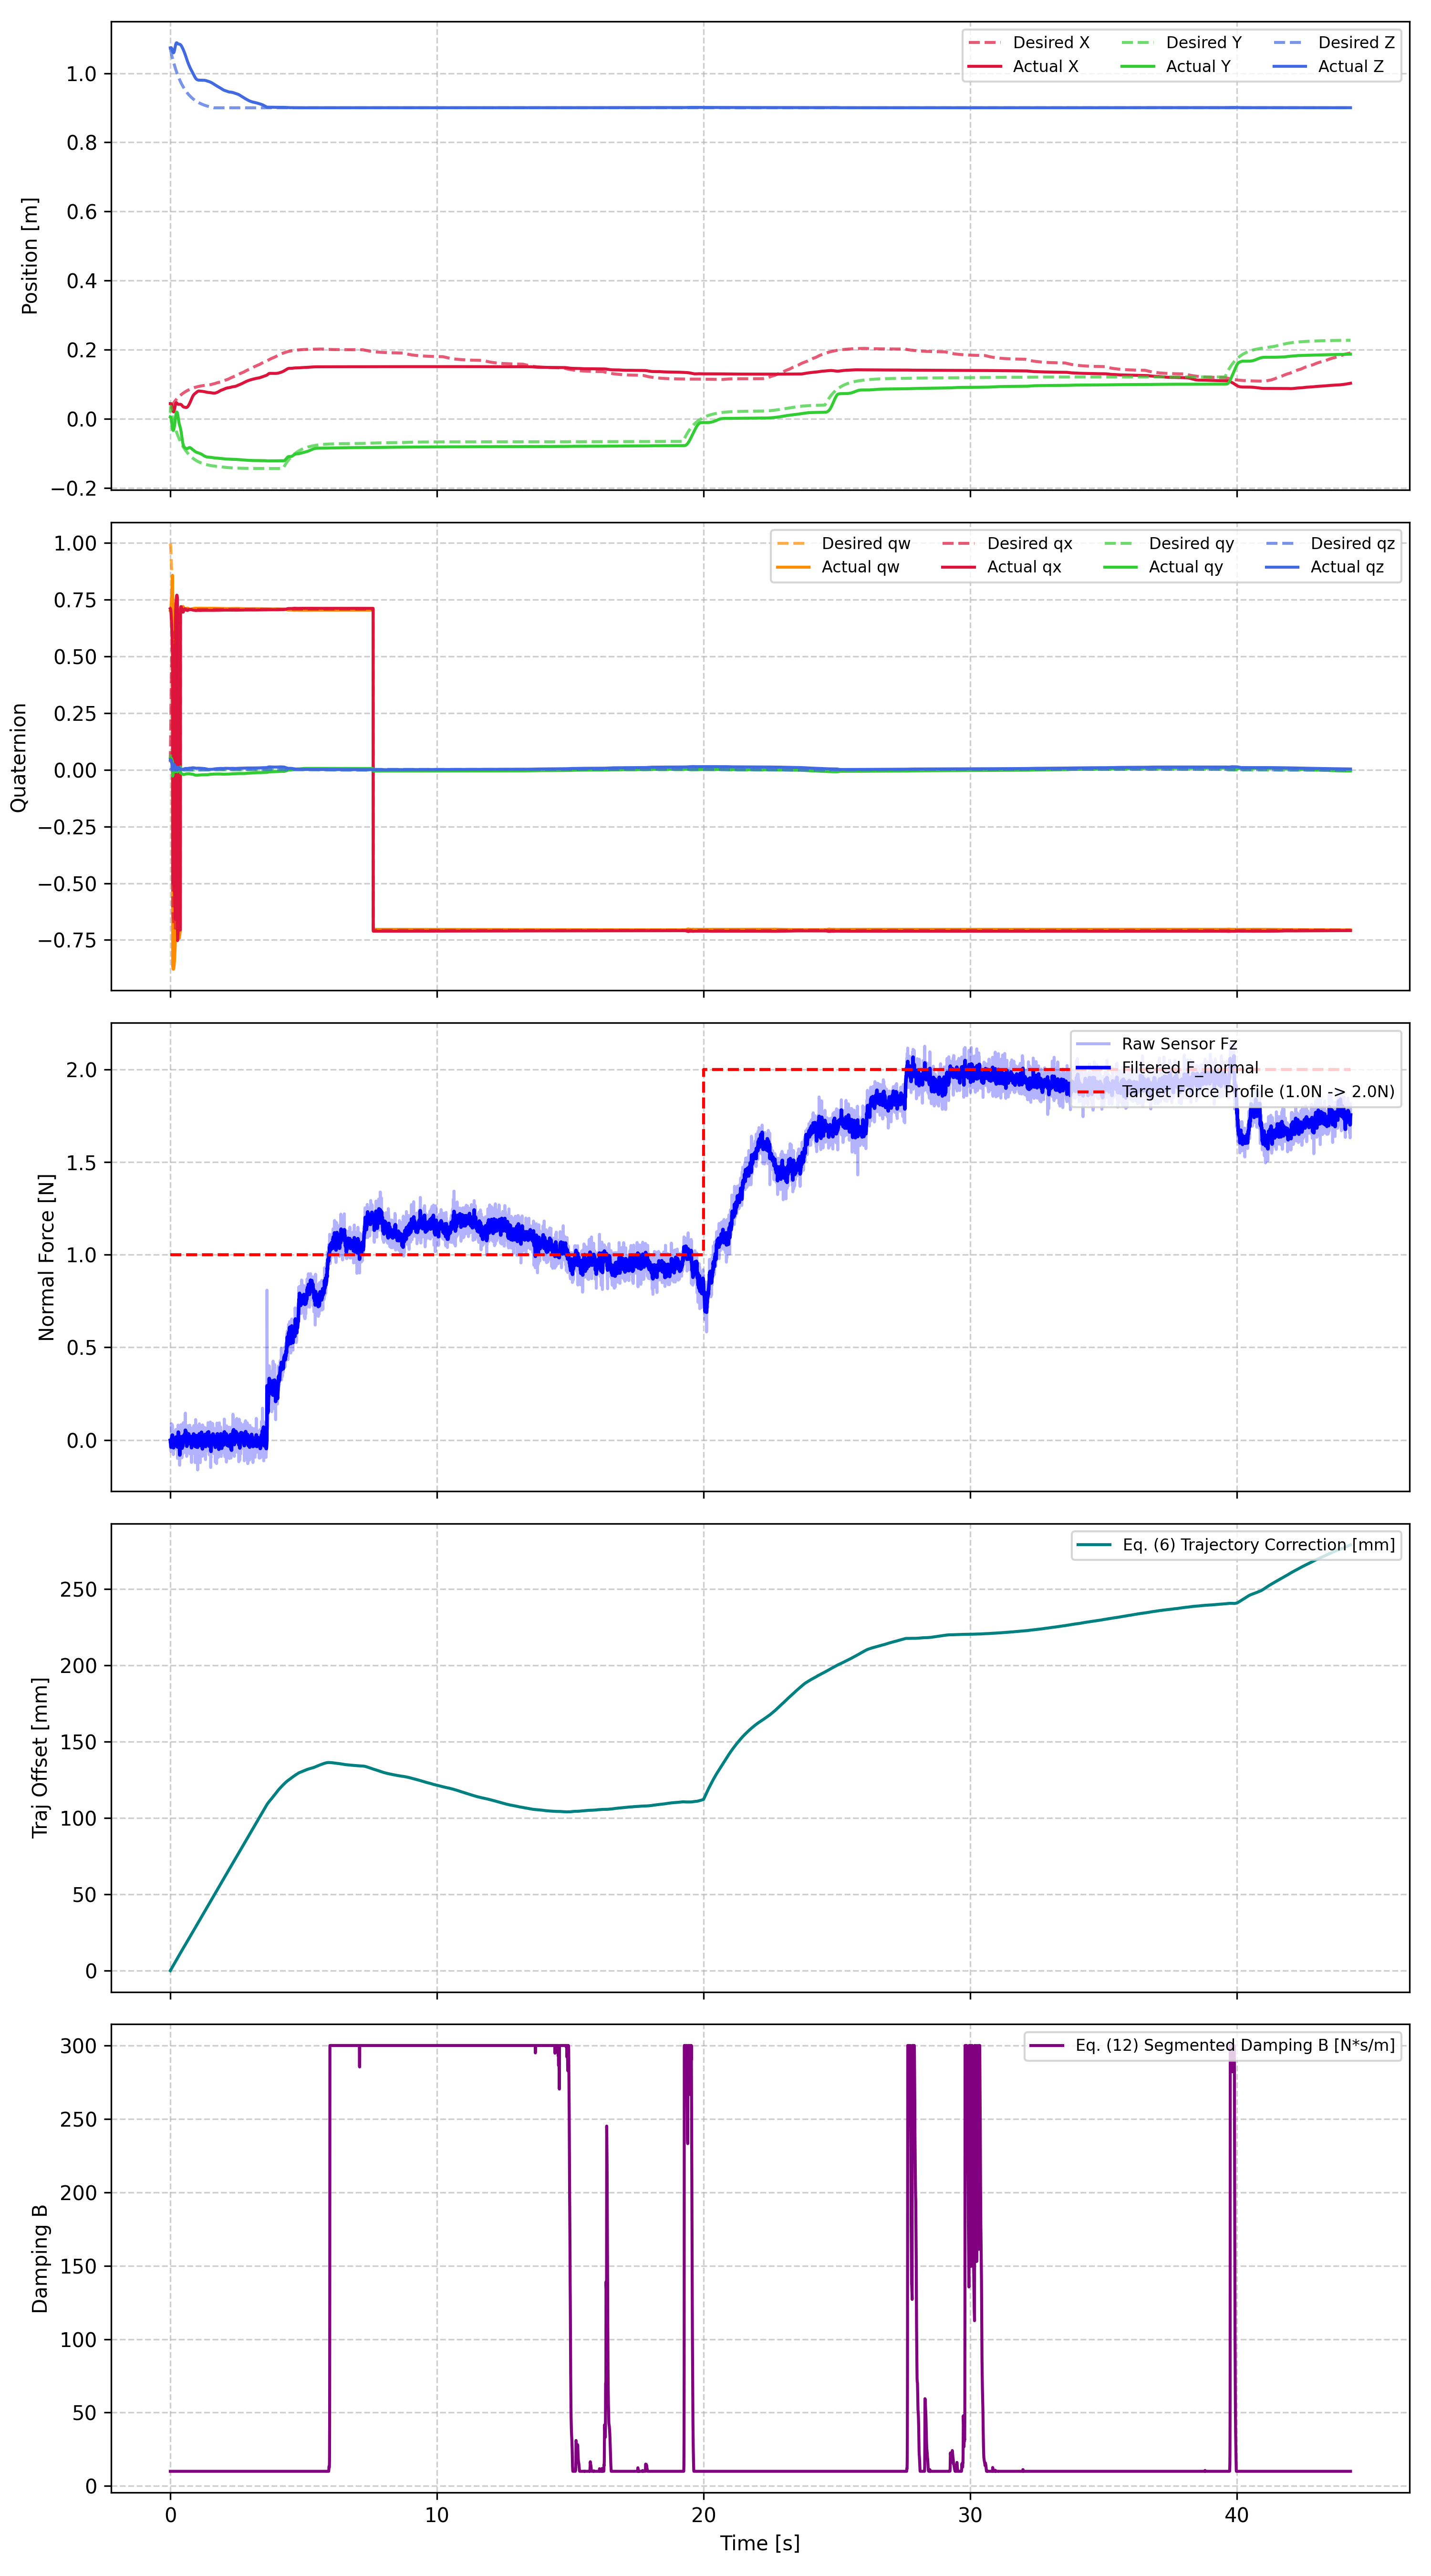 Desired X
Desired Y
Desired Z
Actual X
Actual Y
Actual Z
1.0
0.8
0.6
0.4
0.2
0.0
−0.2
Position [m]
Desired qw
Desired qx
Desired qy
Desired qz
Actual qw
Actual qx
Actual qy
Actual qz
1.00
0.75
0.50
0.25
0.00
−0.25
−0.50
−0.75
Quaternion
Raw Sensor Fz
Filtered F_normal
Target Force Profile (1.0N -> 2.0N)
2.0
1.5
1.0
0.5
0.0
Normal Force [N]
Eq. (6) Trajectory Correction [mm]
250
200
150
100
50
0
Traj Offset [mm]
Eq. (12) Segmented Damping B [N*s/m]
300
250
200
150
100
50
0
Damping B
0
10
20
30
40
Time [s]